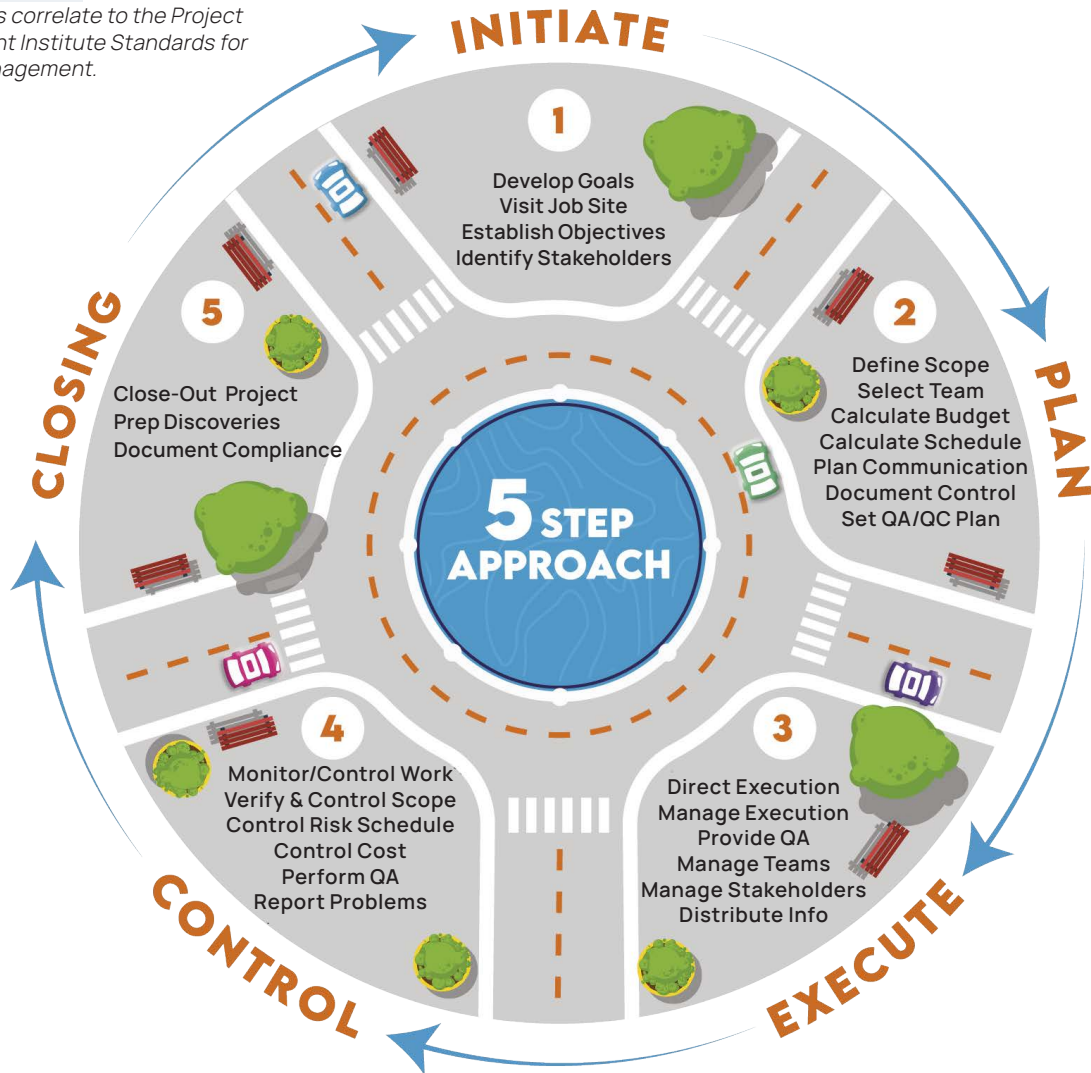 s correlate to the Project
nt Institute Standards for
nagement.
INITIATE
1
Develop Goals
Visit Job Site
Establish Objectives
Identify Stakeholders
PLAN
2
Define Scope
Select Team
Calculate Budget
Calculate Schedule
Plan Communication
Document Control
Set QA/QC Plan
EXECUTE
3
Direct Execution
Manage Execution
Provide QA
Manage Teams
Manage Stakeholders
Distribute Info
CONTROL
4
Monitor/Control Work
Verify & Control Scope
Control Risk Schedule
Control Cost
Perform QA
Report Problems
CLOSING
5
Close-Out Project
Prep Discoveries
Document Compliance
5 STEP
APPROACH